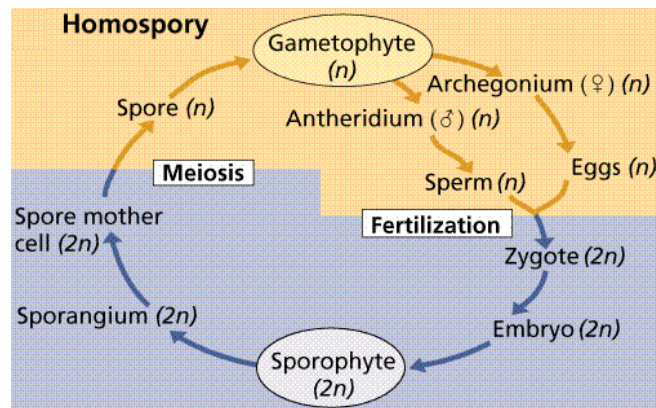 Homospory
Gametophyte
(n)
Archegonium (♀) (n)
Spore (n)
Antheridium (♂) (n)
Meiosis
Eggs (n)
Sperm (n)
Spore mother
cell (2n)
Fertilization
Zygote (2n)
Sporangium (2n)
Embryo (2n)
Sporophyte
(2n)